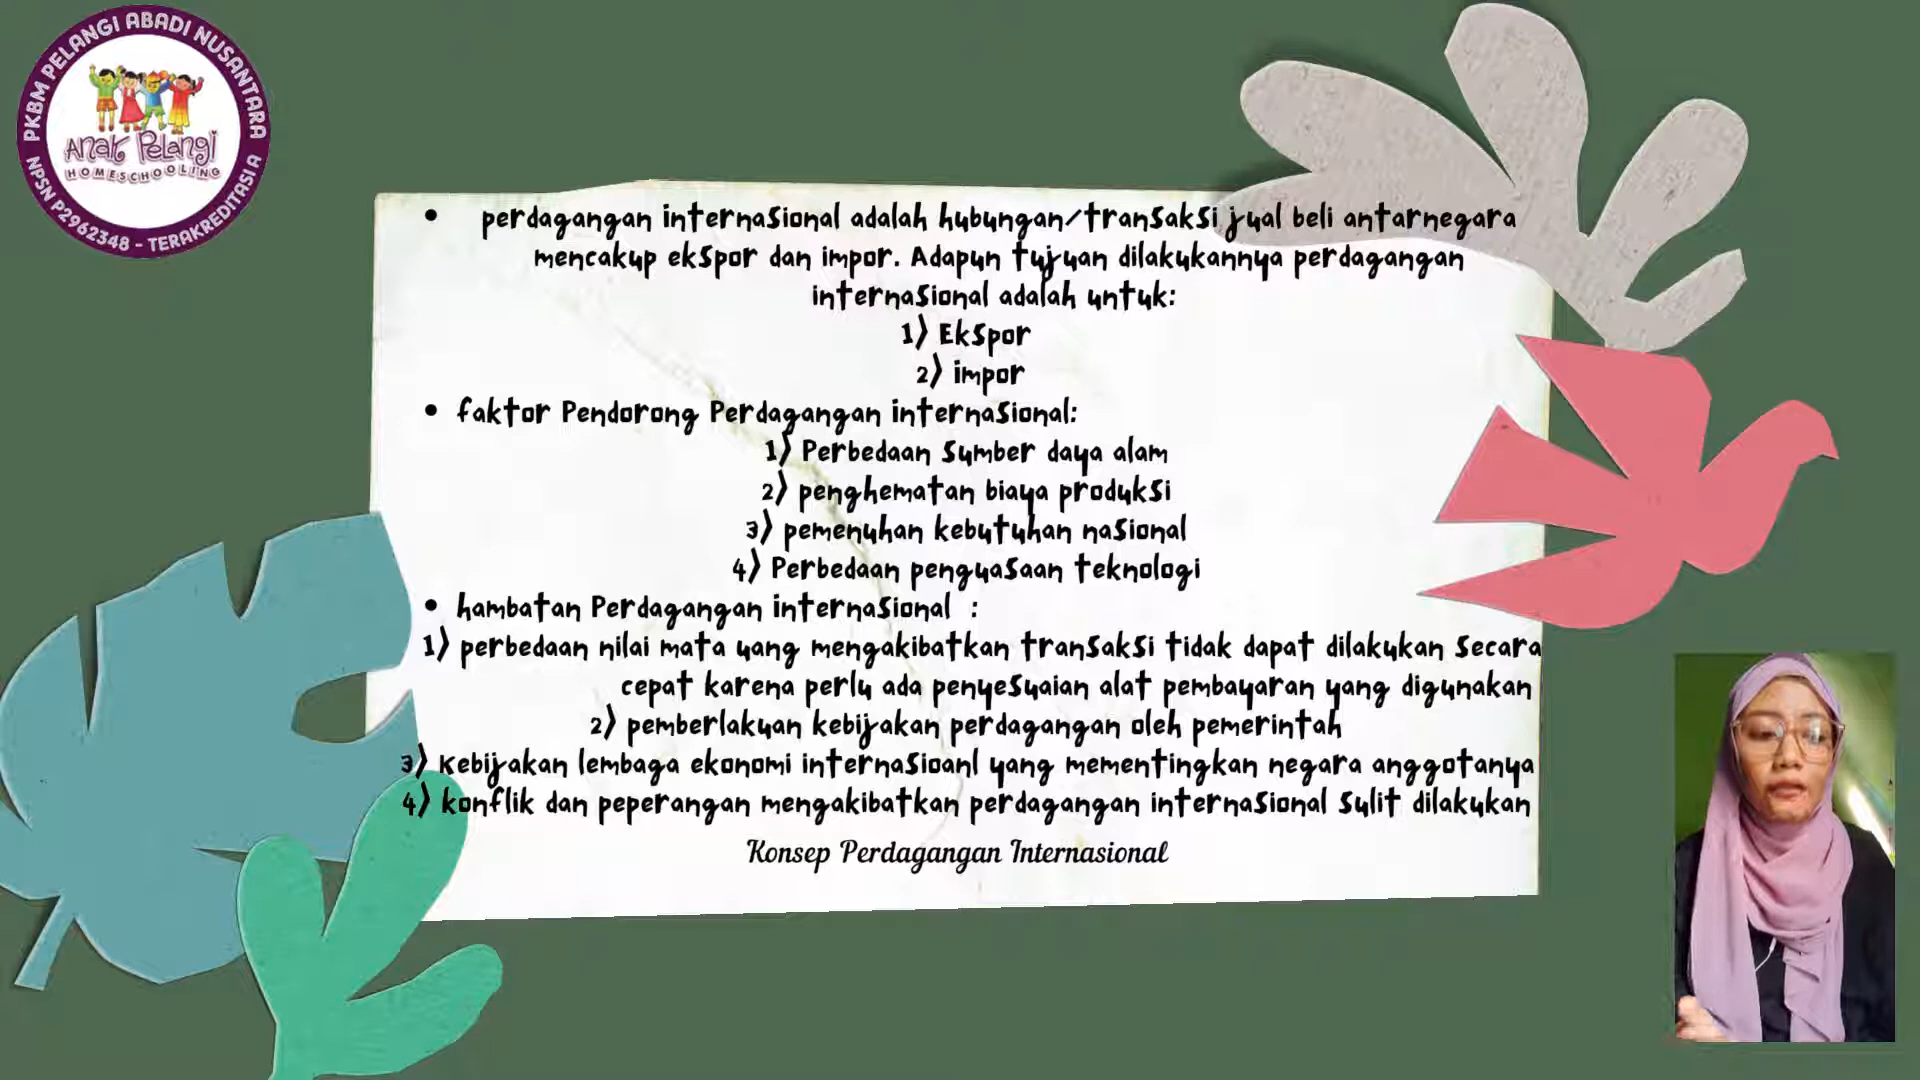 PKBM PELANGI ABADI NUSANTARA
Anak Pelangi
HOMESCHOOLING
NPSN P2962348 - TERAKREDITASI A
• perdagangan internasional adalah hubungan/transaksi jual beli antarnegara
mencakup ekspor dan impor. Adapun tujuan dilakukannya perdagangan
internasional adalah untuk:
1) Ekspor
2) impor
• faktor Pendorong Perdagangan internasional:
1) Perbedaan sumber daya alam
2) penghematan biaya produksi
3) pemenuhan kebutuhan nasional
4) Perbedaan penguasaan teknologi
• hambatan Perdagangan internasional :
1) perbedaan nilai mata uang mengakibatkan transaksi tidak dapat dilakukan secara
cepat karena perlu ada penyesuaian alat pembayaran yang digunakan
2) pemberlakuan kebijakan perdagangan oleh pemerintah
3) Kebijakan lembaga ekonomi internasioanl yang mementingkan negara anggotanya
4) konflik dan peperangan mengakibatkan perdagangan internasional sulit dilakukan
Konsep Perdagangan Internasional